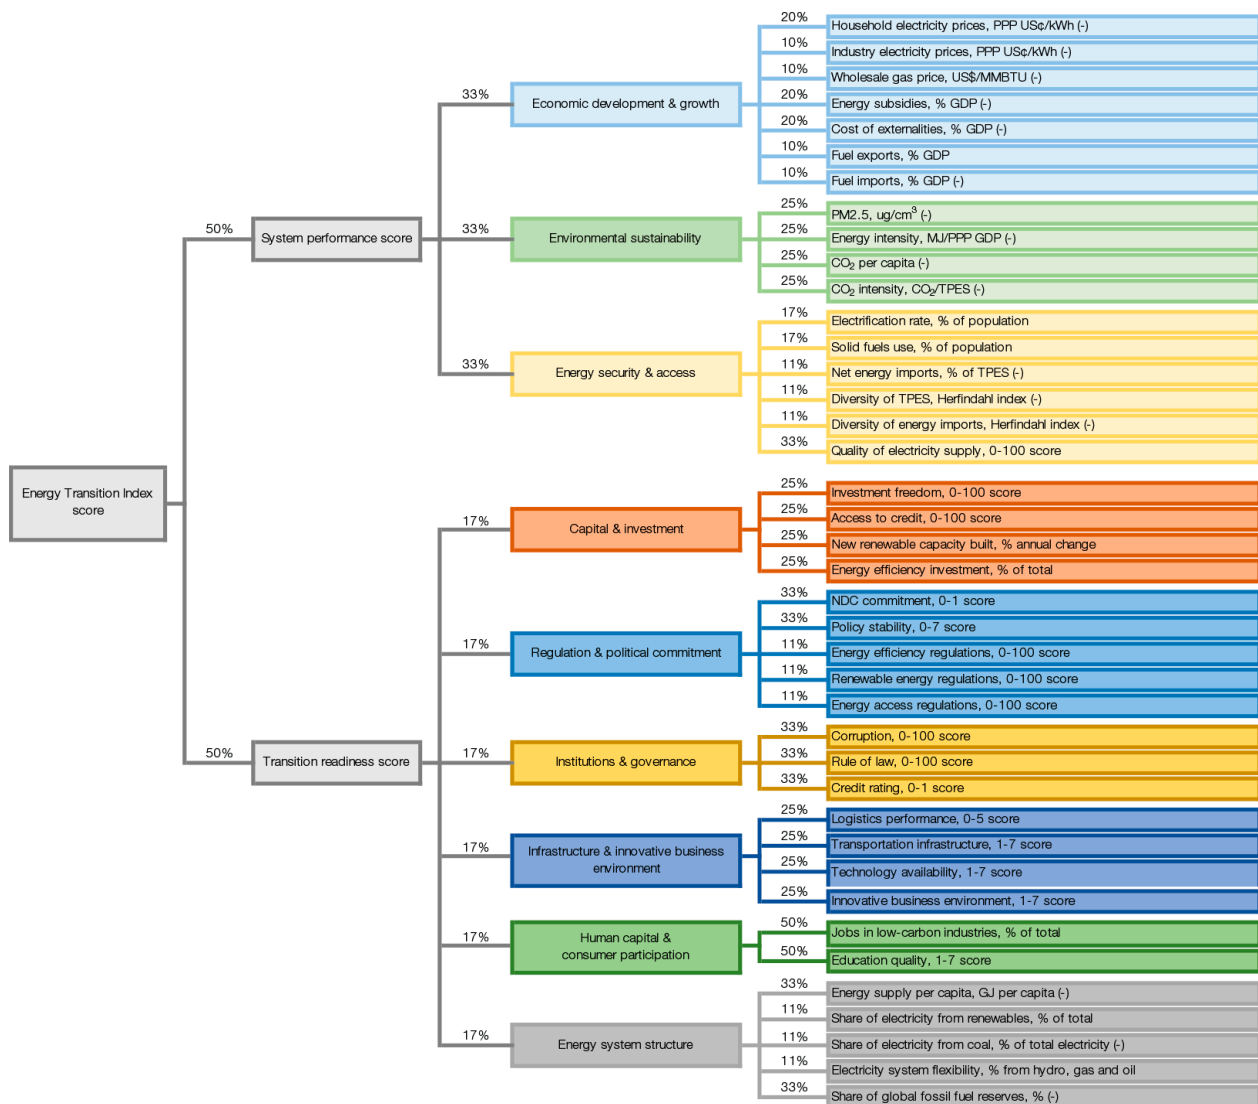 Energy Transition Index
score
50%
System performance score
33%
Economic development & growth
20%
Household electricity prices, PPP US¢/kWh (-)
10%
Industry electricity prices, PPP US¢/kWh (-)
10%
Wholesale gas price, US$/MMBTU (-)
20%
Energy subsidies, % GDP (-)
20%
Cost of externalities, % GDP (-)
10%
Fuel exports, % GDP
10%
Fuel imports, % GDP (-)
33%
Environmental sustainability
25%
PM2.5, ug/cm³ (-)
25%
Energy intensity, MJ/PPP GDP (-)
25%
CO₂ per capita (-)
25%
CO₂ intensity, CO₂/TPES (-)
33%
Energy security & access
17%
Electrification rate, % of population
17%
Solid fuels use, % of population
11%
Net energy imports, % of TPES (-)
11%
Diversity of TPES, Herfindahl index (-)
11%
Diversity of energy imports, Herfindahl index (-)
33%
Quality of electricity supply, 0-100 score
50%
Transition readiness score
17%
Capital & investment
25%
Investment freedom, 0-100 score
25%
Access to credit, 0-100 score
25%
New renewable capacity built, % annual change
25%
Energy efficiency investment, % of total
17%
Regulation & political commitment
33%
NDC commitment, 0-1 score
33%
Policy stability, 0-7 score
11%
Energy efficiency regulations, 0-100 score
11%
Renewable energy regulations, 0-100 score
11%
Energy access regulations, 0-100 score
17%
Institutions & governance
33%
Corruption, 0-100 score
33%
Rule of law, 0-100 score
33%
Credit rating, 0-1 score
17%
Infrastructure & innovative business
environment
25%
Logistics performance, 0-5 score
25%
Transportation infrastructure, 1-7 score
25%
Technology availability, 1-7 score
25%
Innovative business environment, 1-7 score
17%
Human capital &
consumer participation
50%
Jobs in low-carbon industries, % of total
50%
Education quality, 1-7 score
17%
Energy system structure
33%
Energy supply per capita, GJ per capita (-)
11%
Share of electricity from renewables, % of total
11%
Share of electricity from coal, % of total electricity (-)
11%
Electricity system flexibility, % from hydro, gas and oil
33%
Share of global fossil fuel reserves, % (-)